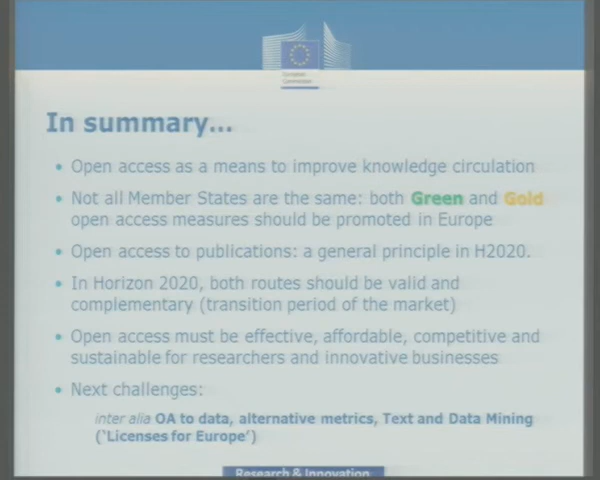 European
Commission
In summary...
• Open access as a means to improve knowledge circulation
• Not all Member States are the same: both Green and Gold
open access measures should be promoted in Europe
• Open access to publications: a general principle in H2020.
• In Horizon 2020, both routes should be valid and
complementary (transition period of the market)
• Open access must be effective, affordable, competitive and
sustainable for researchers and innovative businesses
• Next challenges:
inter alia OA to data, alternative metrics, Text and Data Mining
('Licenses for Europe')
Research & Innovation